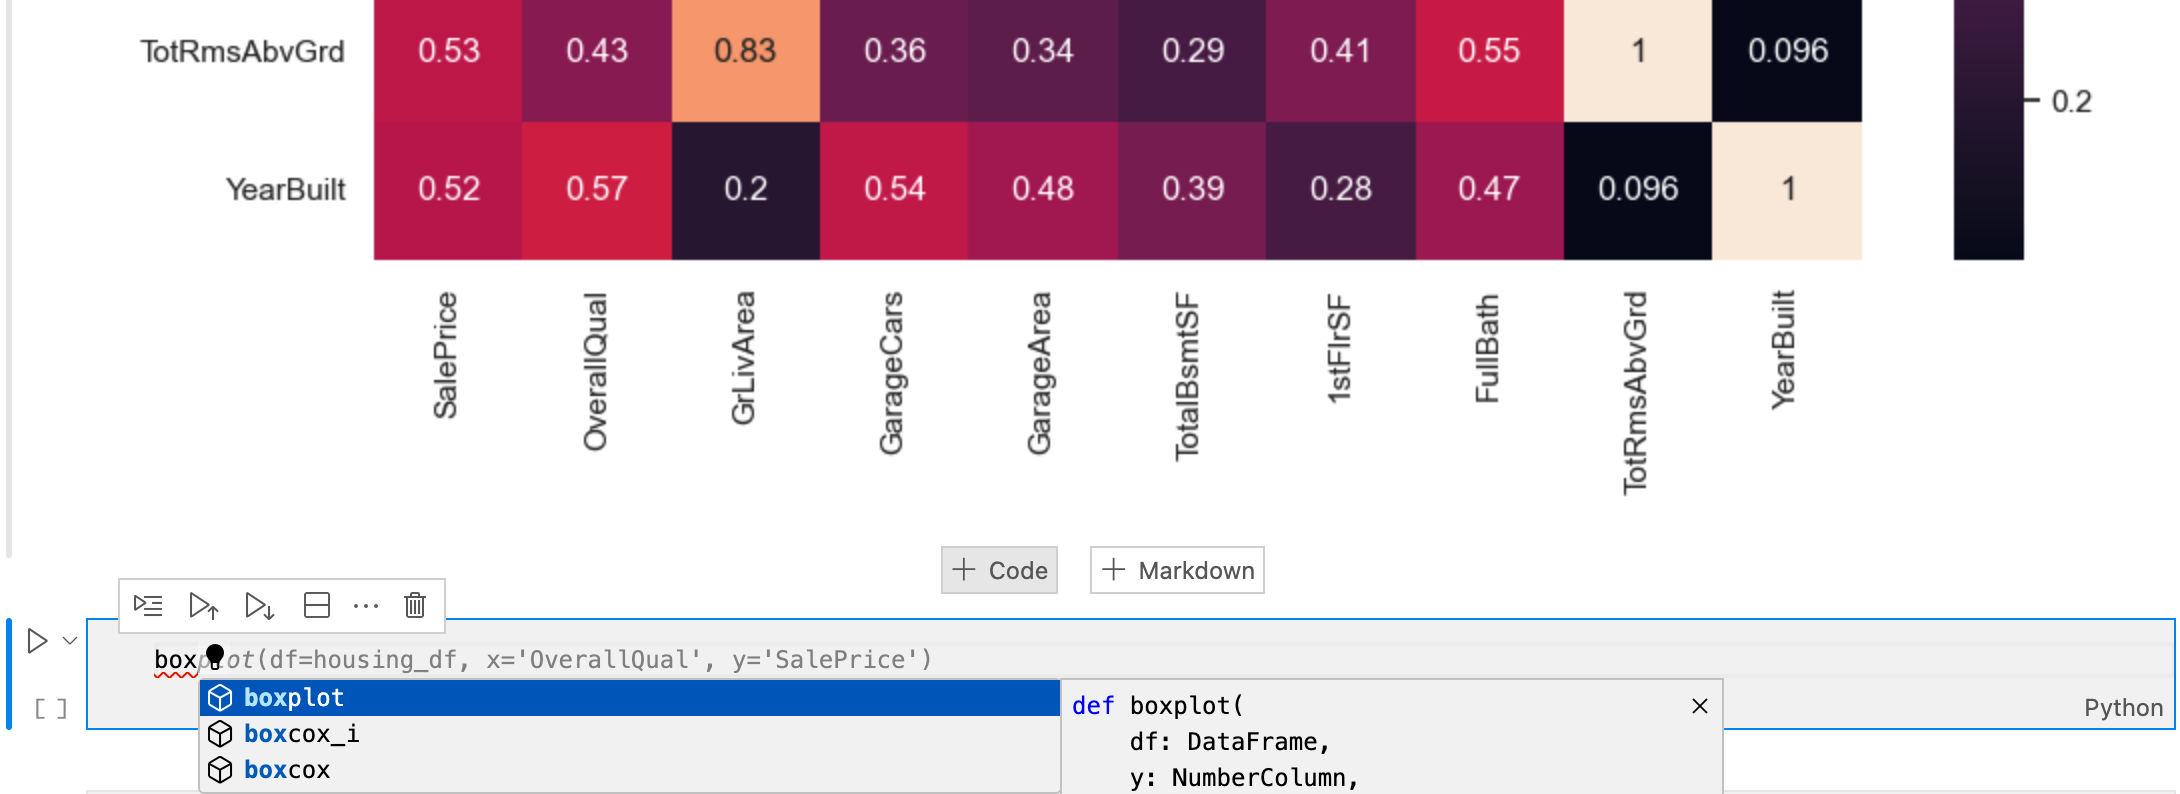 TotRmsAbvGrd 0.53 0.43 0.83 0.36 0.34 0.29 0.41 0.55 1 0.096
0.2
YearBuilt 0.52 0.57 0.2 0.54 0.48 0.39 0.28 0.47 0.096 1
SalePrice
OverallQual
GrLivArea
GarageCars
GarageArea
TotalBsmtSF
1stFlrSF
FullBath
TotRmsAbvGrd
YearBuilt
+ Code
+ Markdown
boxplot(df=housing_df, x='OverallQual', y='SalePrice')
[ ]
boxplot
boxcox_i
boxcox
def boxplot(
df: DataFrame,
y: NumberColumn,
Python